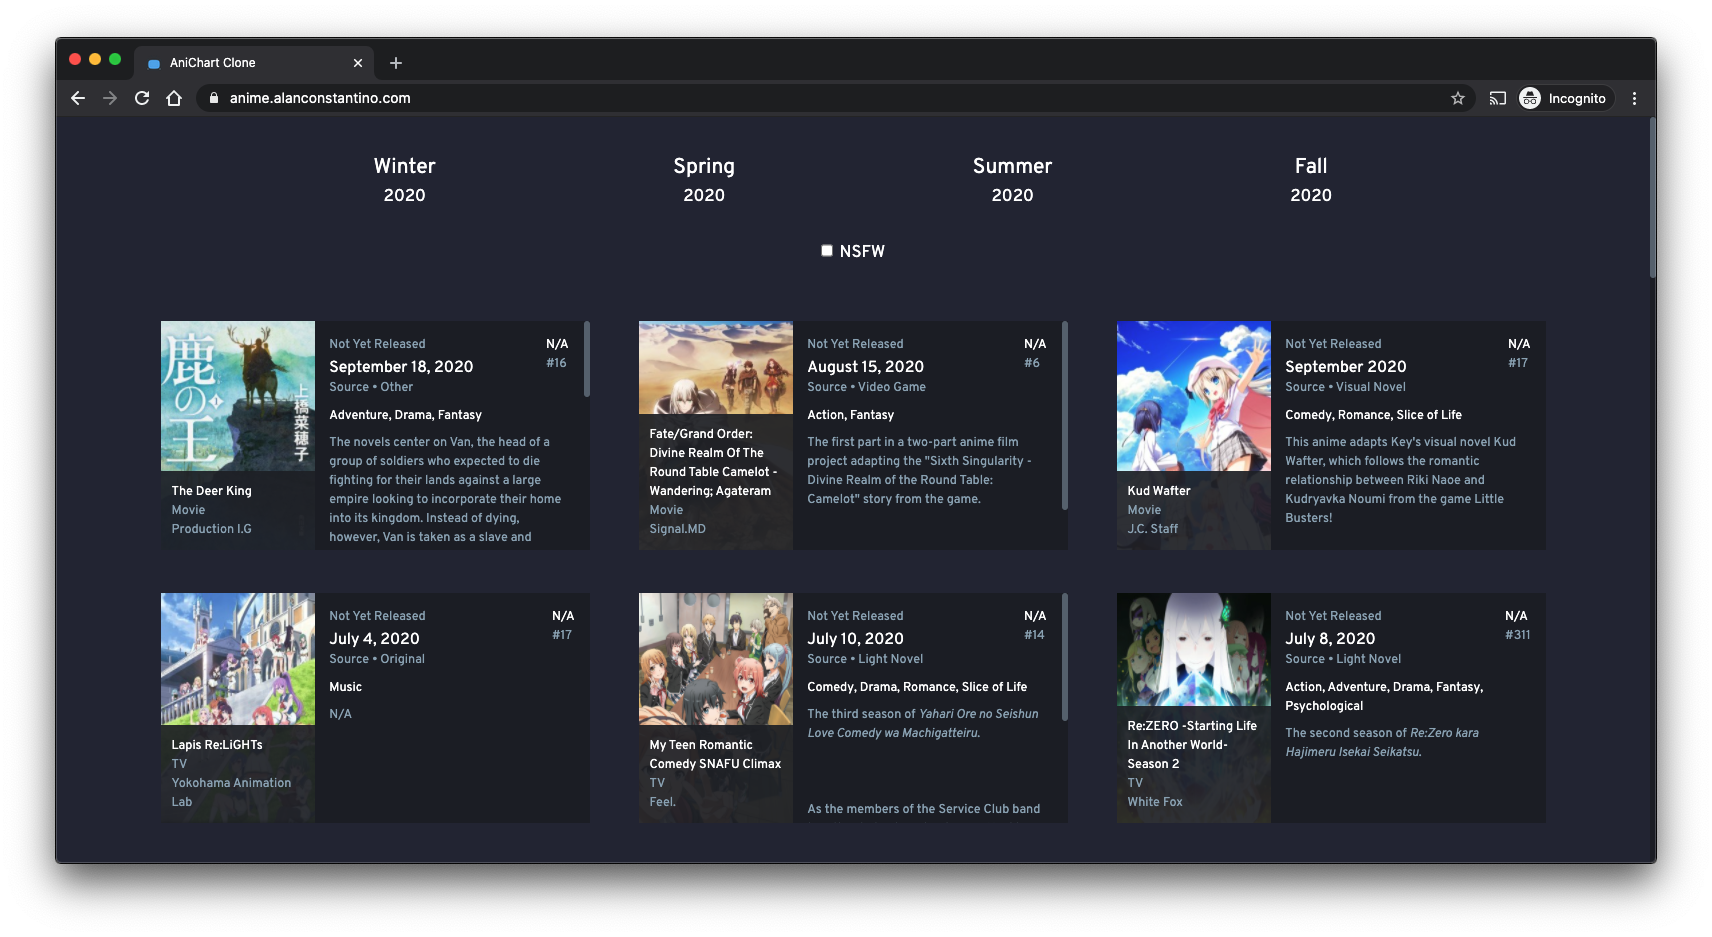 AniChart Clone
anime.alanconstantino.com
Incognito
Winter
2020
Spring
2020
Summer
2020
Fall
2020
NSFW
鹿の王
1
上橋菜穂子
The Deer King
Movie
Production I.G
Not Yet Released
September 18, 2020
Source • Other
N/A
#16
Adventure, Drama, Fantasy
The novels center on Van, the head of a
group of soldiers who expected to die
fighting for their lands against a large
empire looking to incorporate their home
into its kingdom. Instead of dying,
however, Van is taken as a slave and
Fate/Grand Order:
Divine Realm Of The
Round Table Camelot -
Wandering; Agateram
Movie
Signal.MD
Not Yet Released
August 15, 2020
Source • Video Game
N/A
#6
Action, Fantasy
The first part in a two-part anime film
project adapting the "Sixth Singularity -
Divine Realm of the Round Table:
Camelot" story from the game.
Kud Wafter
Movie
J.C. Staff
Not Yet Released
September 2020
Source • Visual Novel
N/A
#17
Comedy, Romance, Slice of Life
This anime adapts Key's visual novel Kud
Wafter, which follows the romantic
relationship between Riki Naoe and
Kudryavka Noumi from the game Little
Busters!
Lapis Re:LiGHTs
TV
Yokohama Animation
Lab
Not Yet Released
July 4, 2020
Source • Original
N/A
#17
Music
N/A
My Teen Romantic
Comedy SNAFU Climax
TV
Feel.
Not Yet Released
July 10, 2020
Source • Light Novel
N/A
#14
Comedy, Drama, Romance, Slice of Life
The third season of Yahari Ore no Seishun
Love Comedy wa Machigatteiru.
As the members of the Service Club band
Re:ZERO -Starting Life
In Another World-
Season 2
TV
White Fox
Not Yet Released
July 8, 2020
Source • Light Novel
N/A
#311
Action, Adventure, Drama, Fantasy,
Psychological
The second season of Re:Zero kara
Hajimeru Isekai Seikatsu.